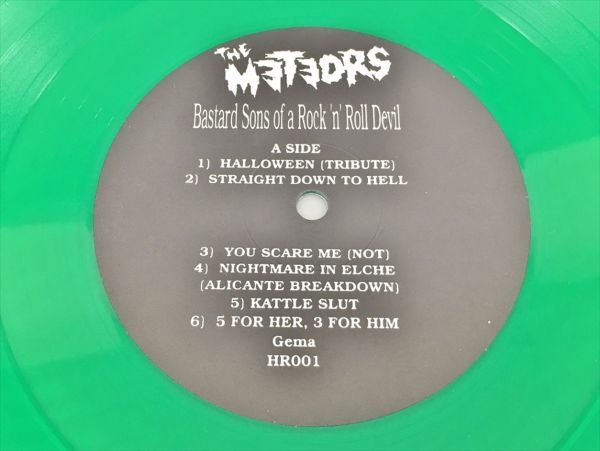 THE
METEORS
Bastard Sons of a Rock 'n' Roll Devil
A SIDE
1) HALLOWEEN (TRIBUTE)
2) STRAIGHT DOWN TO HELL
3) YOU SCARE ME (NOT)
4) NIGHTMARE IN ELCHE
(ALICANTE BREAKDOWN)
5) KATTLE SLUT
6) 5 FOR HER, 3 FOR HIM
Gema
HR001